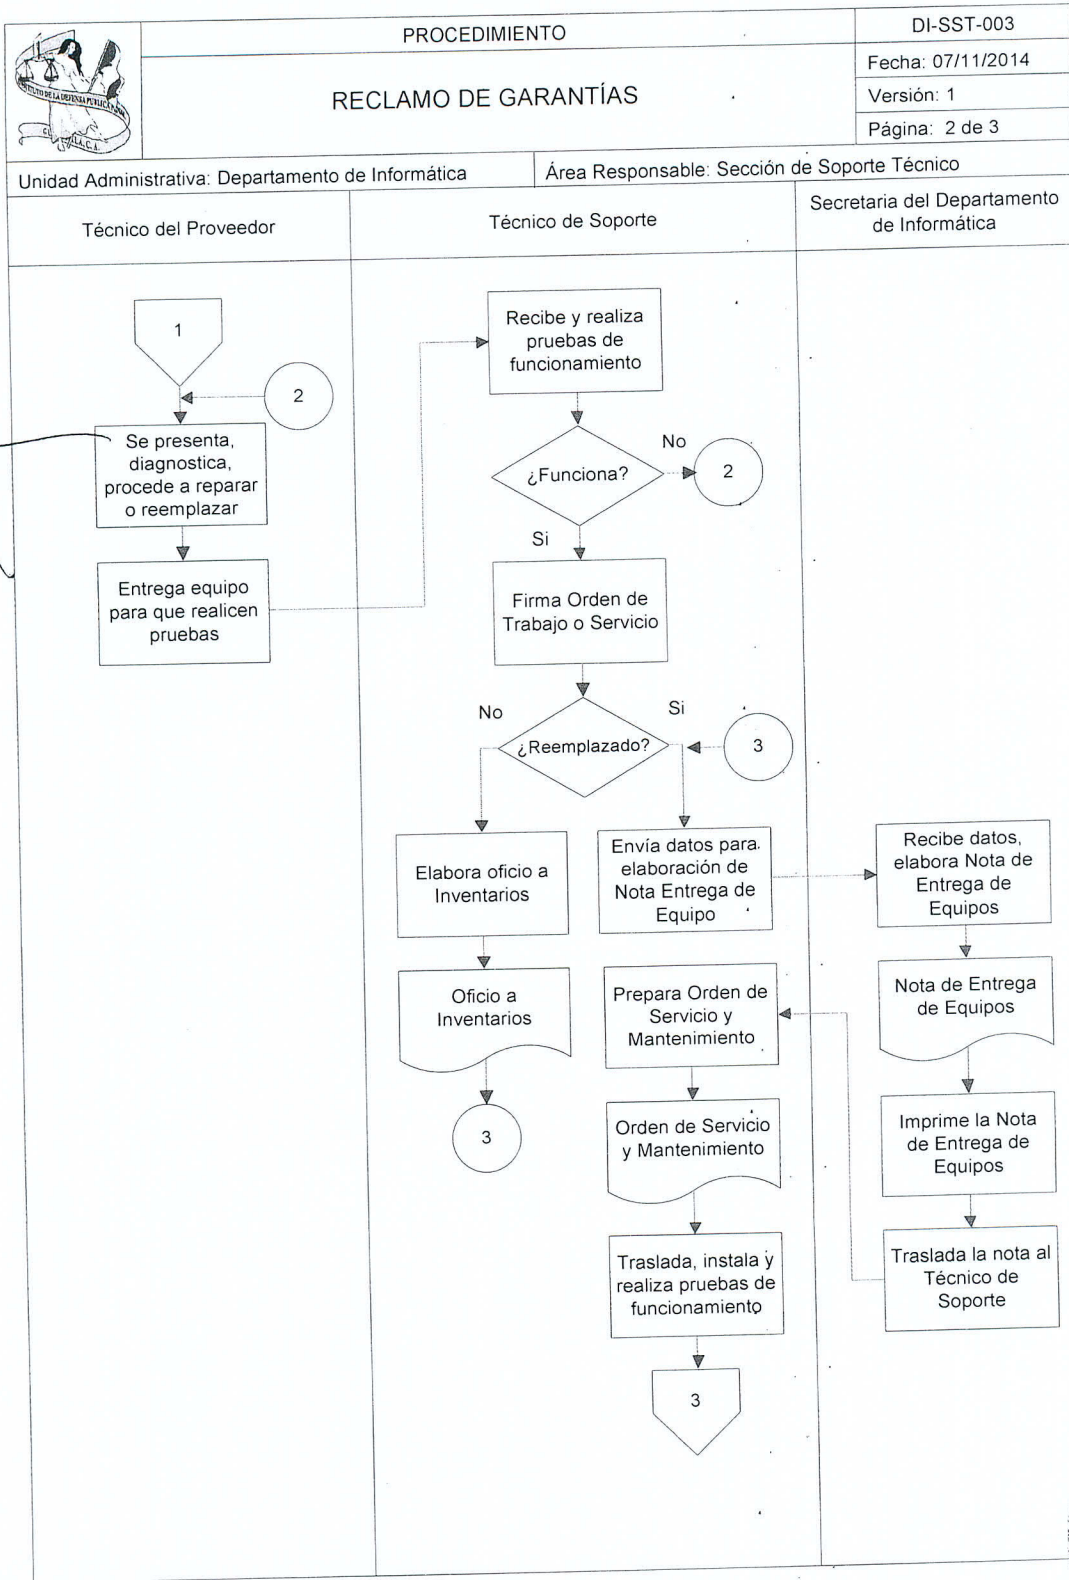 PROCEDIMIENTO
RECLAMO DE GARANTÍAS
DI-SST-003
Fecha: 07/11/2014
Versión: 1
Página: 2 de 3
Unidad Administrativa: Departamento de Informática
Área Responsable: Sección de Soporte Técnico
Técnico del Proveedor
Técnico de Soporte
Secretaria del Departamento
de Informática
1
2
Se presenta,
diagnostica,
procede a reparar
o reemplazar
Entrega equipo
para que realicen
pruebas
Recibe y realiza
pruebas de
funcionamiento
¿Funciona?
No
2
Si
Firma Orden de
Trabajo o Servicio
No
¿Reemplazado?
Si
3
Elabora oficio a
Inventarios
Oficio a
Inventarios
3
Envía datos para
elaboración de
Nota Entrega de
Equipo
Recibe datos,
elabora Nota de
Entrega de
Equipos
Nota de Entrega
de Equipos
Imprime la Nota
de Entrega de
Equipos
Traslada la nota al
Técnico de
Soporte
Prepara Orden de
Servicio y
Mantenimiento
Orden de Servicio
y Mantenimiento
Traslada, instala y
realiza pruebas de
funcionamiento
3